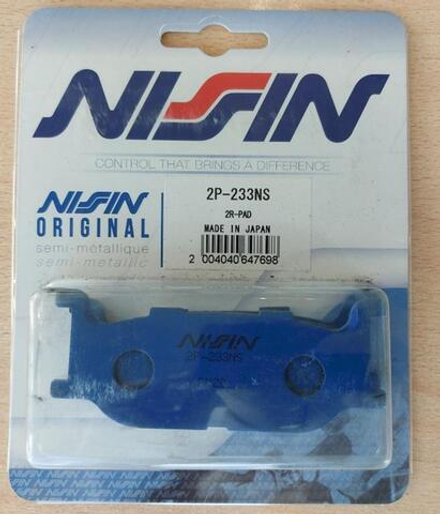 NISSIN
CONTROL THAT BRINGS A DIFFERENCE
NISSIN
ORIGINAL
semi-métallique
semi-metallic
2P-233NS
2R-PAD
MADE IN JAPAN
2 004040 647698
NISSIN
2P-233NS